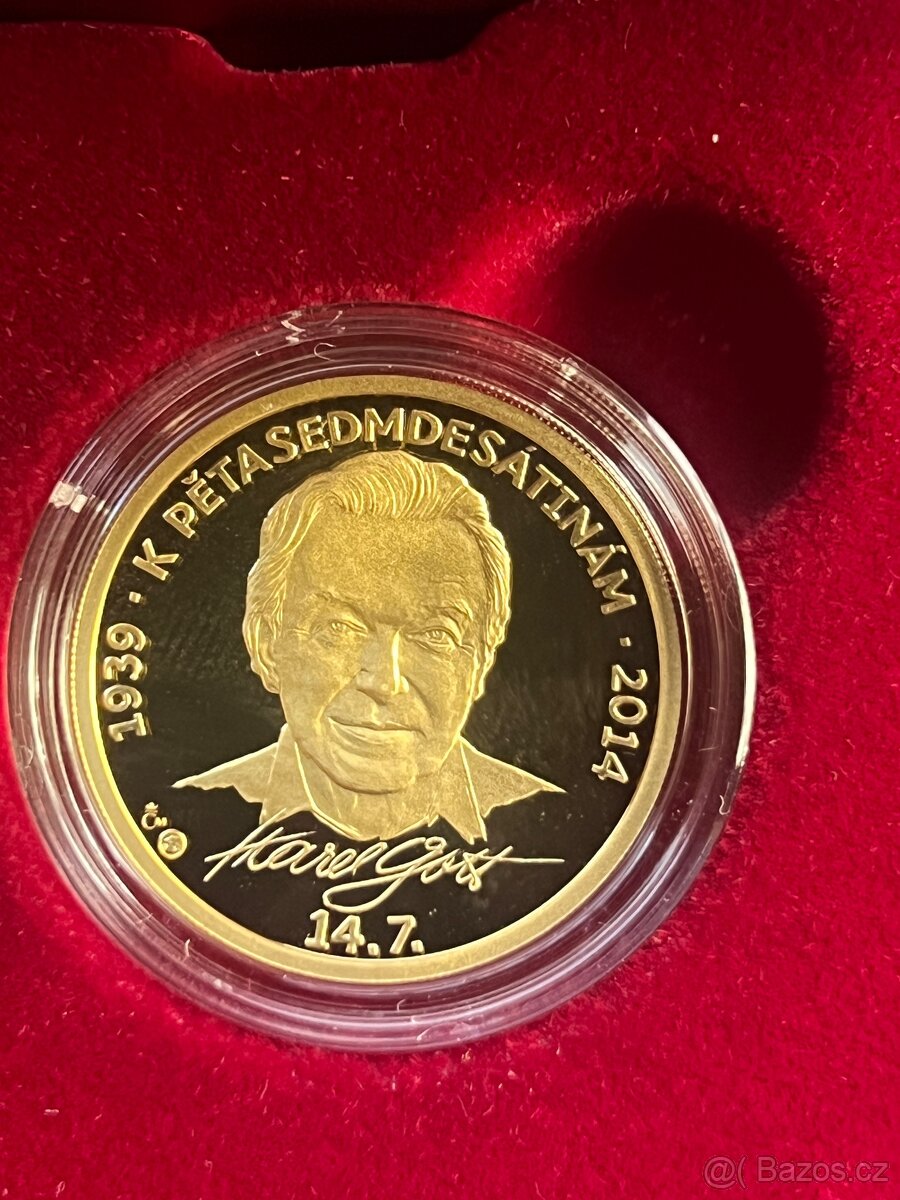 1939 · K PĚTASEDMDESÁTINÁM · 2014
Karel Gott
14.7.
@( Bazos.cz